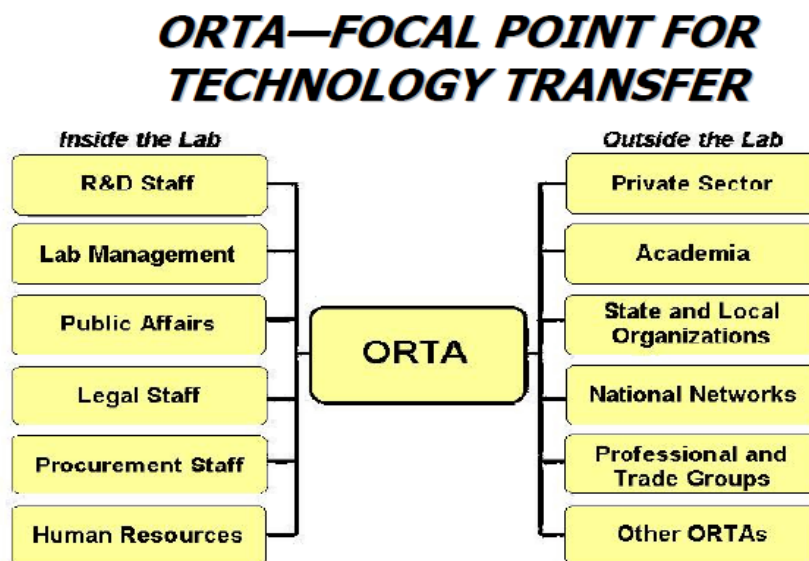 ORTA—FOCAL POINT FOR
TECHNOLOGY TRANSFER
Inside the Lab
R&D Staff
Lab Management
Public Affairs
Legal Staff
Procurement Staff
Human Resources
ORTA
Outside the Lab
Private Sector
Academia
State and Local
Organizations
National Networks
Professional and
Trade Groups
Other ORTAs